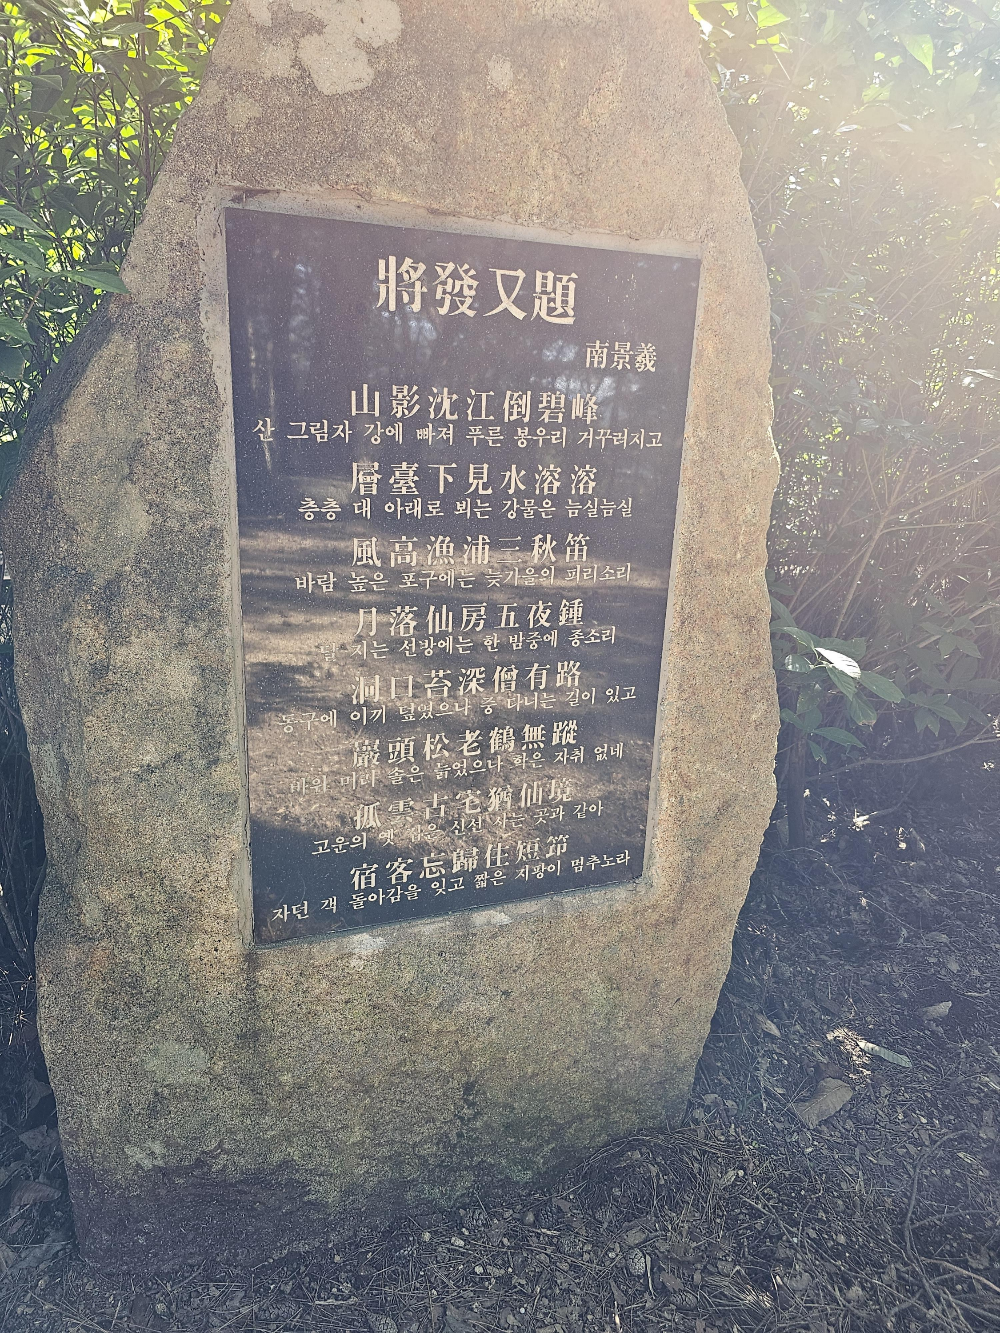 將發又題
南景羲
山影沈江倒碧峰
산 그림자 강에 빠져 푸른 봉우리 거꾸러지고
層臺下見水溶溶
층층 대 아래로 뵈는 강물은 늠실늠실
風高漁浦三秋笛
바람 높은 포구에는 늦가을의 피리소리
月落仙房五夜鍾
달 지는 선방에는 한 밤중에 종소리
洞口苔深僧有路
동구에 이끼 덮였으나 중 다니는 길이 있고
巖頭松老鶴無蹤
바위 머리 솔은 늙었으나 학은 자취 없네
孤雲古宅猶仙境
고운의 옛 집은 신선 사는 곳과 같아
宿客忘歸住短笻
자던 객 돌아감을 잊고 짧은 지팡이 멈추노라